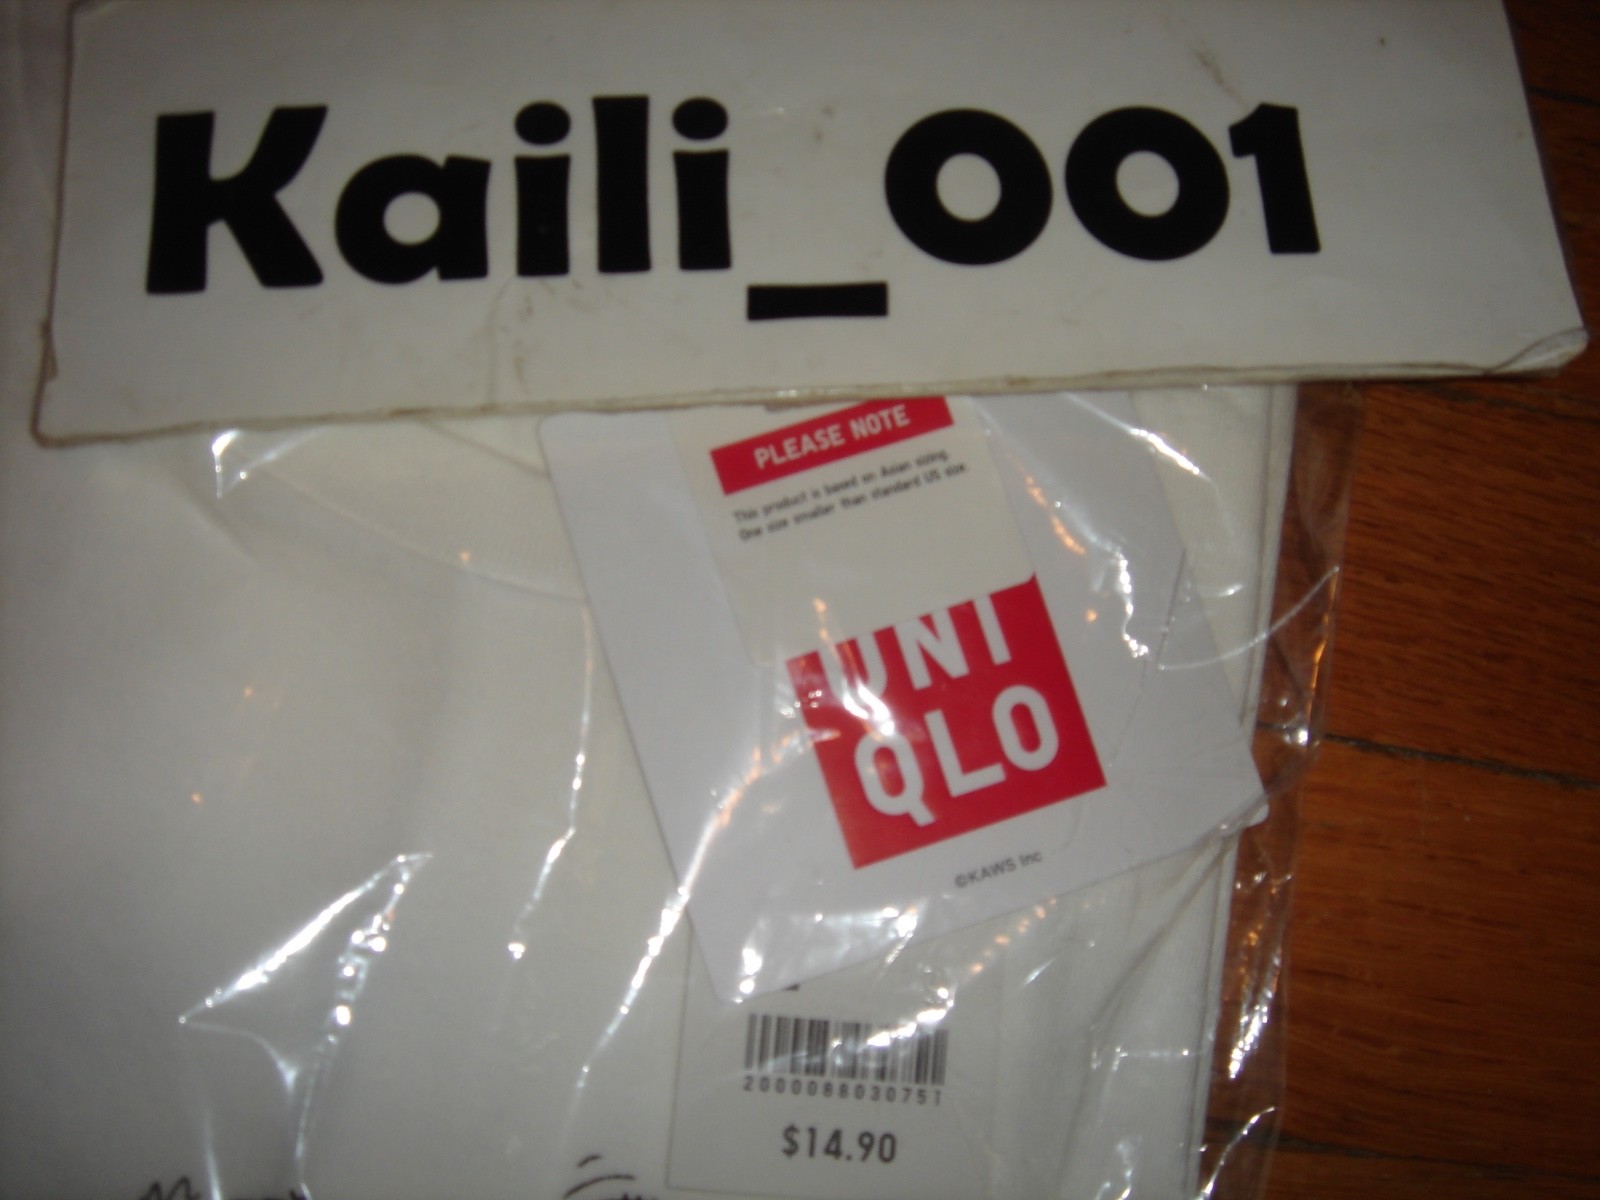 Kaili_001
PLEASE NOTE
This product is based on Asian sizing.
One size smaller than standard US size.
UNI
QLO
©KAWS Inc
2000088030751
$14.90